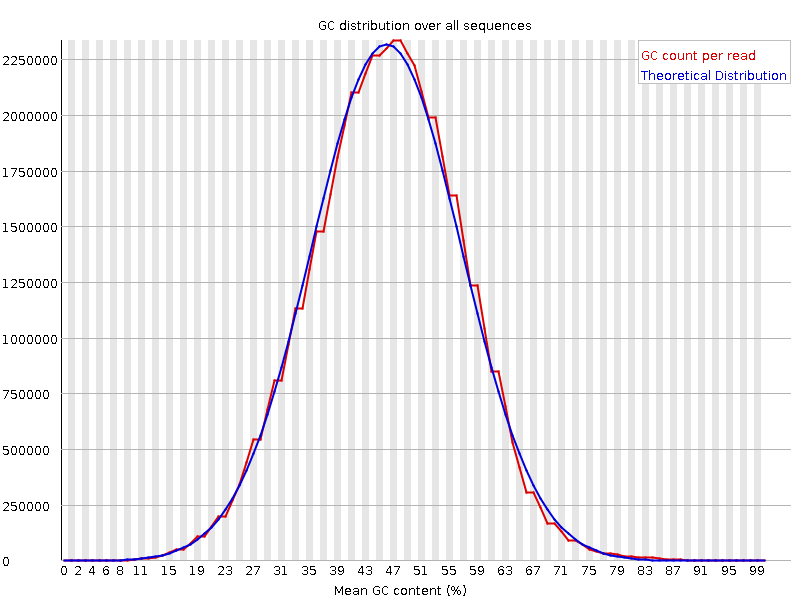 GC distribution over all sequences
GC count per read
Theoretical Distribution
2250000
2000000
1750000
1500000
1250000
1000000
750000
500000
250000
0
0 2 4 6 8 11 15 19 23 27 31 35 39 43 47 51 55 59 63 67 71 75 79 83 87 91 95 99
Mean GC content (%)